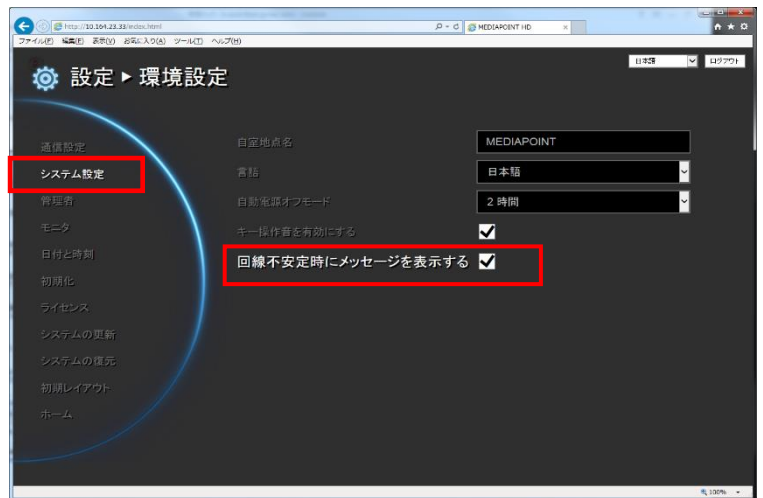 http://10.164.23.33/index.html
MEDIAPOINT HD
ファイル(F) 編集(E) 表示(V) お気に入り(A) ツール(T) ヘルプ(H)
日本語 ログアウト
設定 ▶ 環境設定
通信設定
システム設定
管理者
モニタ
日付と時刻
初期化
ライセンス
システムの更新
システムの復元
初期レイアウト
ホーム
自室地点名 MEDIAPOINT
言語 日本語
自動電源オフモード 2 時間
キー操作音を有効にする
回線不安定時にメッセージを表示する
100%